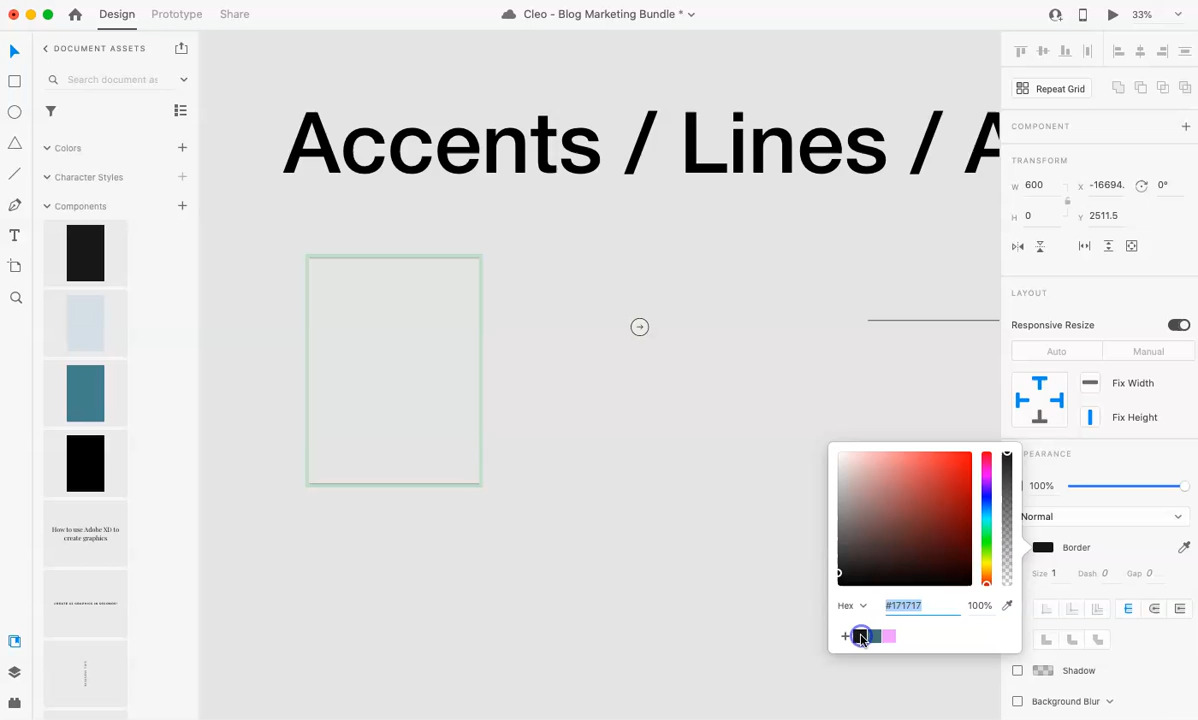 Design Prototype Share Cleo - Blog Marketing Bundle * 33%
DOCUMENT ASSETS
Search document as
Repeat Grid
Colors
Character Styles
Components
How to use Adobe XD to
create graphics
Accents / Lines / A
COMPONENT
TRANSFORM
W 600 X -16694. 0°
H 0 Y 2511.5
LAYOUT
Responsive Resize
Auto Manual
Fix Width
Fix Height
PEARANCE
100%
Normal
Border
Size 1 Dash 0 Gap 0
Hex #171717 100%
Shadow
Background Blur